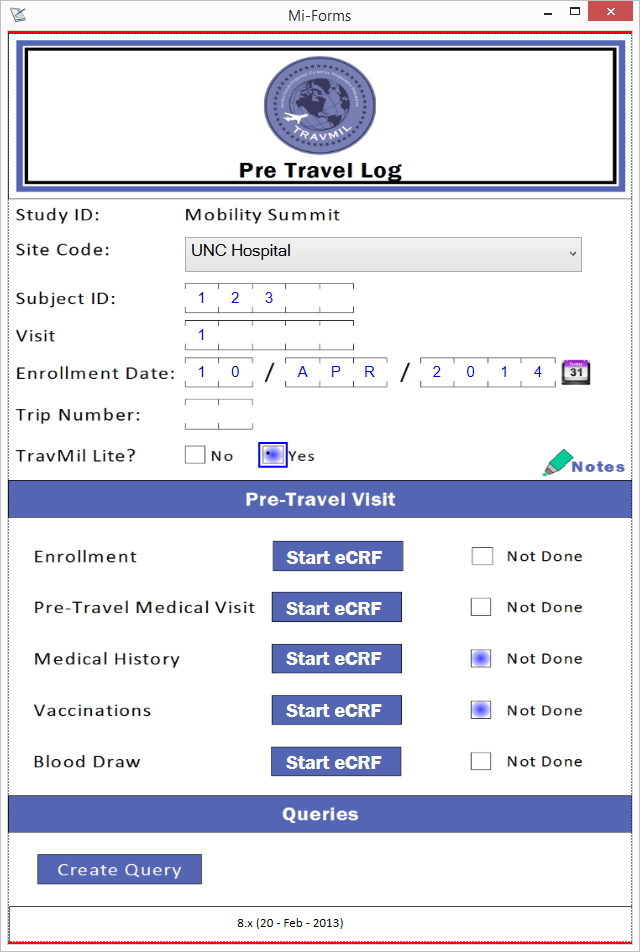 Mi-Forms
TRAVMIL
Pre Travel Log
Study ID: Mobility Summit
Site Code: UNC Hospital
Subject ID: 1 2 3
Visit 1
Enrollment Date: 1 0 / A P R / 2 0 1 4 31
Trip Number:
TravMil Lite? No Yes
Notes
Pre-Travel Visit
Enrollment Start eCRF Not Done
Pre-Travel Medical Visit Start eCRF Not Done
Medical History Start eCRF Not Done
Vaccinations Start eCRF Not Done
Blood Draw Start eCRF Not Done
Queries
Create Query
8.x (20 - Feb - 2013)